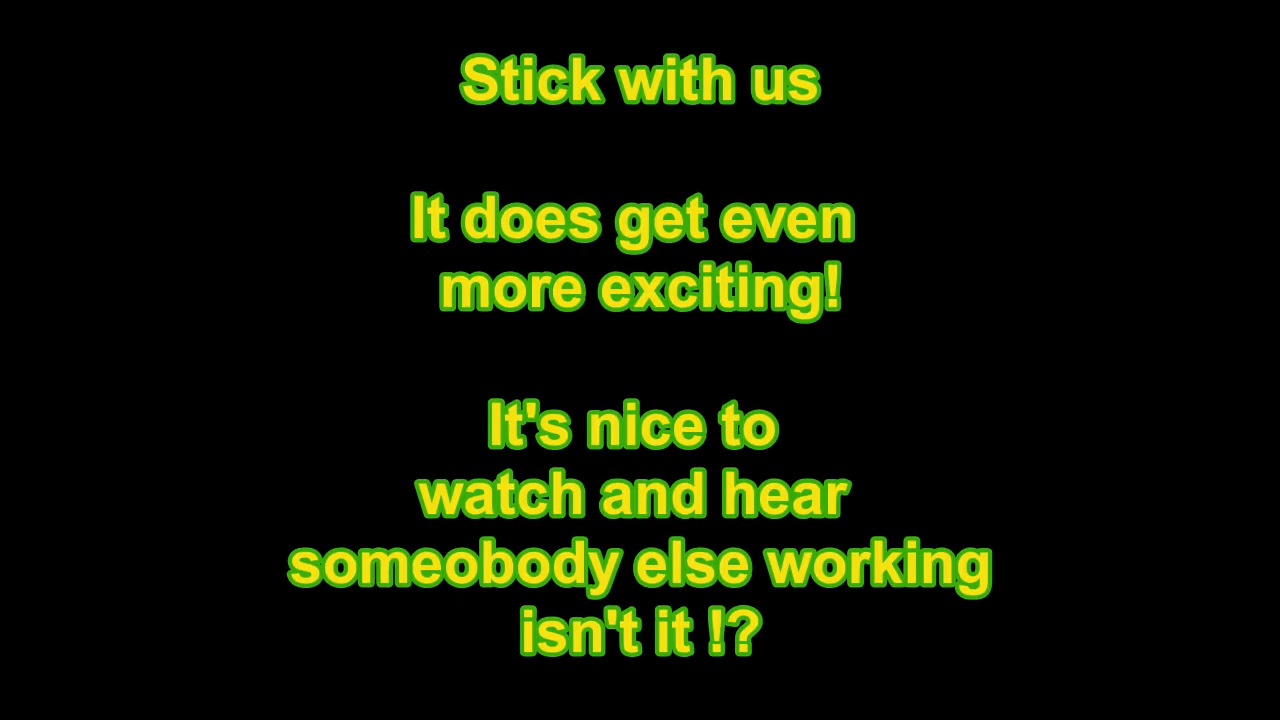 Stick with us
It does get even
more exciting!
It's nice to
watch and hear
someobody else working
isn't it !?